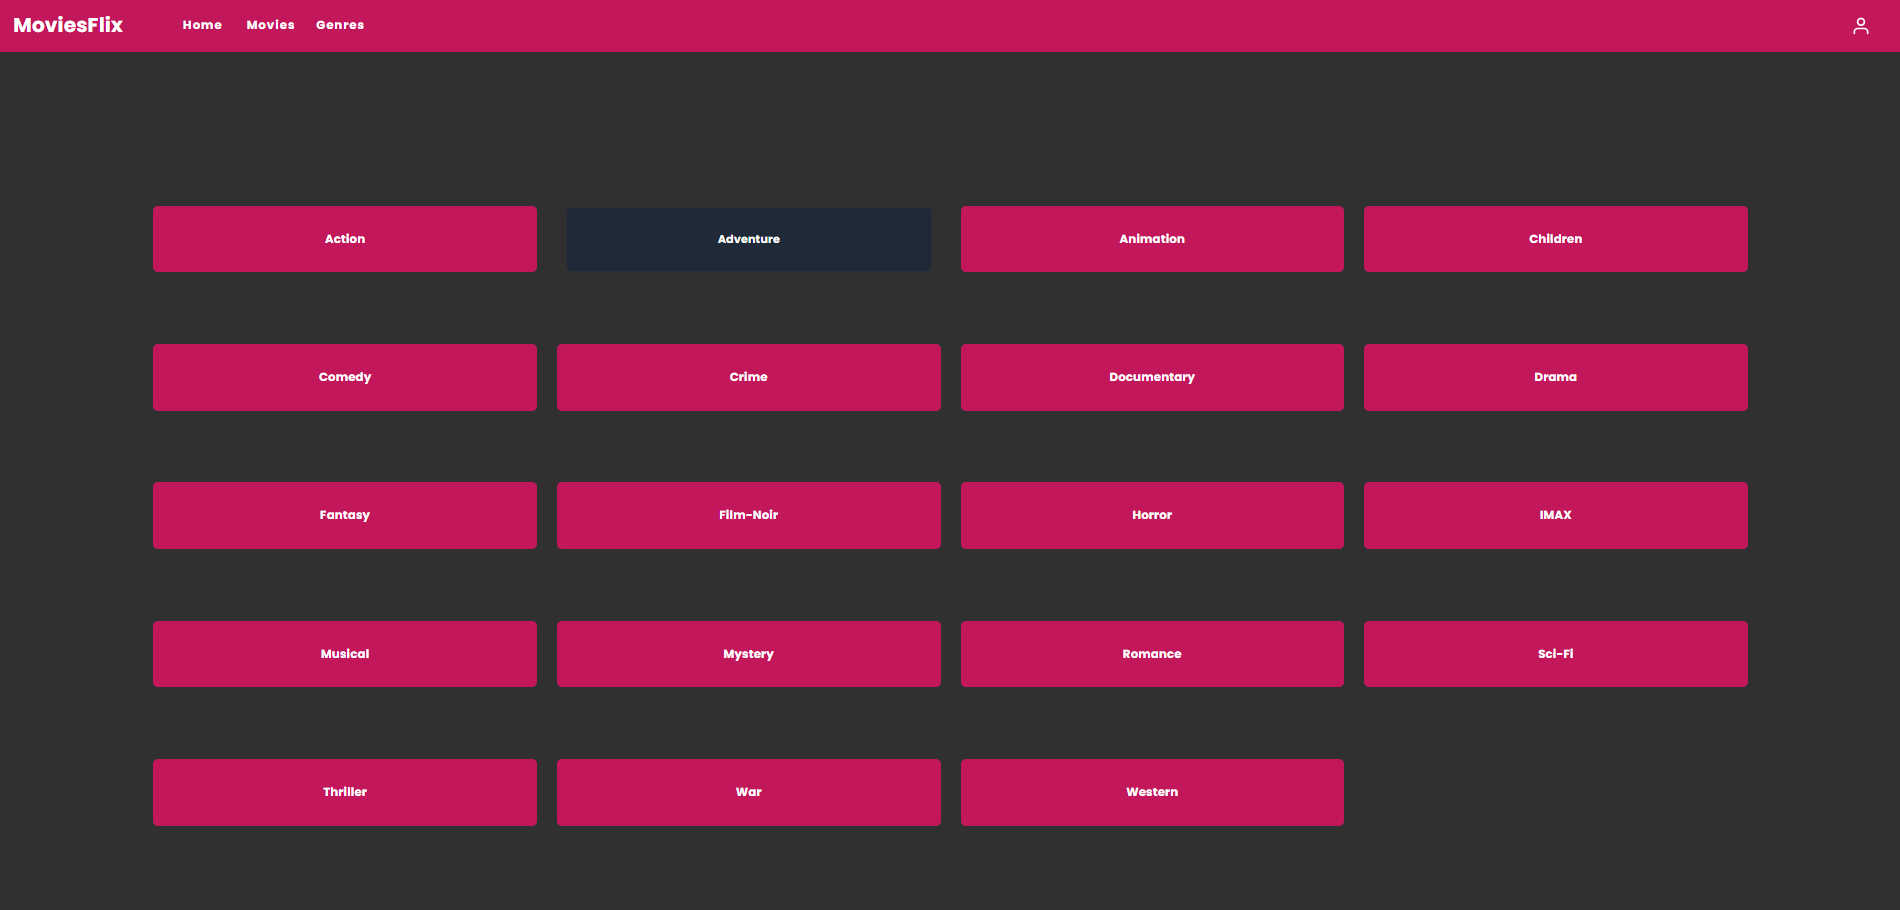 MoviesFlix Home Movies Genres
Action Adventure Animation Children
Comedy Crime Documentary Drama
Fantasy Film-Noir Horror IMAX
Musical Mystery Romance Sci-Fi
Thriller War Western